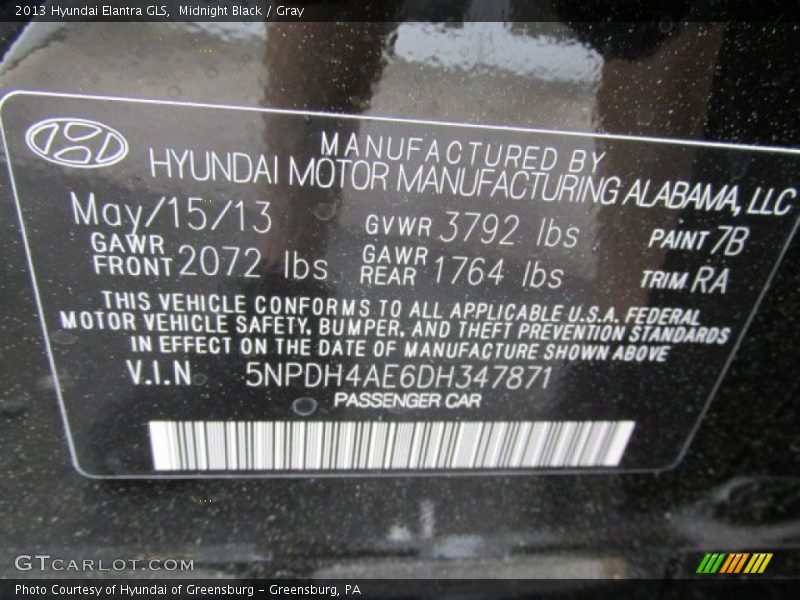 2013 Hyundai Elantra GLS,  Midnight Black / Gray
MANUFACTURED BY
HYUNDAI MOTOR MANUFACTURING ALABAMA, LLC
May/15/13 GVWR 3792 lbs PAINT 7B
GAWR FRONT 2072 lbs GAWR REAR 1764 lbs TRIM RA
THIS VEHICLE CONFORMS TO ALL APPLICABLE U.S.A. FEDERAL
MOTOR VEHICLE SAFETY, BUMPER, AND THEFT PREVENTION STANDARDS
IN EFFECT ON THE DATE OF MANUFACTURE SHOWN ABOVE
V.I.N 5NPDH4AE6DH347871
PASSENGER CAR
GTCARLOT.COM
Photo Courtesy of Hyundai of Greensburg – Greensburg, PA